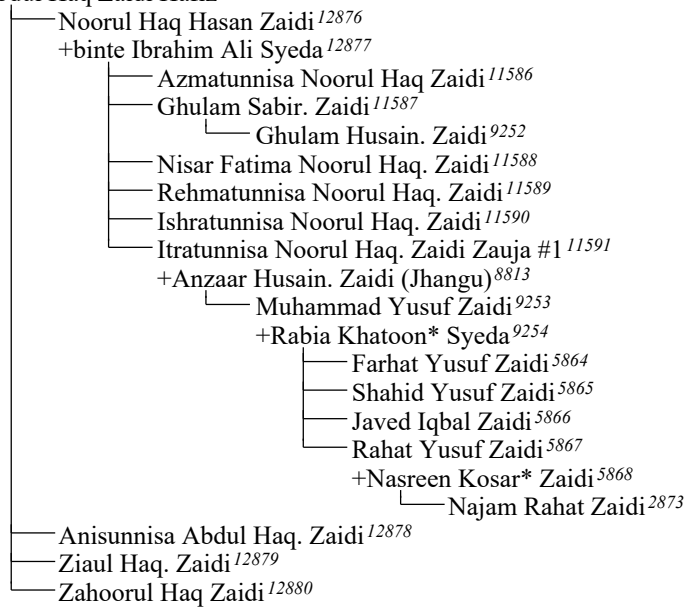 Noorul Haq Hasan Zaidi 12876
+binte Ibrahim Ali Syeda 12877
Azmatunnisa Noorul Haq Zaidi 11586
Ghulam Sabir. Zaidi 11587
Ghulam Husain. Zaidi 9252
Nisar Fatima Noorul Haq. Zaidi 11588
Rehmatunnisa Noorul Haq. Zaidi 11589
Ishratunnisa Noorul Haq. Zaidi 11590
Itratunnisa Noorul Haq. Zaidi Zauja #1 11591
+Anzaar Husain. Zaidi (Jhangu) 8813
Muhammad Yusuf Zaidi 9253
+Rabia Khatoon* Syeda 9254
Farhat Yusuf Zaidi 5864
Shahid Yusuf Zaidi 5865
Javed Iqbal Zaidi 5866
Rahat Yusuf Zaidi 5867
+Nasreen Kosar* Zaidi 5868
Najam Rahat Zaidi 2873
Anisunnisa Abdul Haq. Zaidi 12878
Ziaul Haq. Zaidi 12879
Zahoorul Haq Zaidi 12880